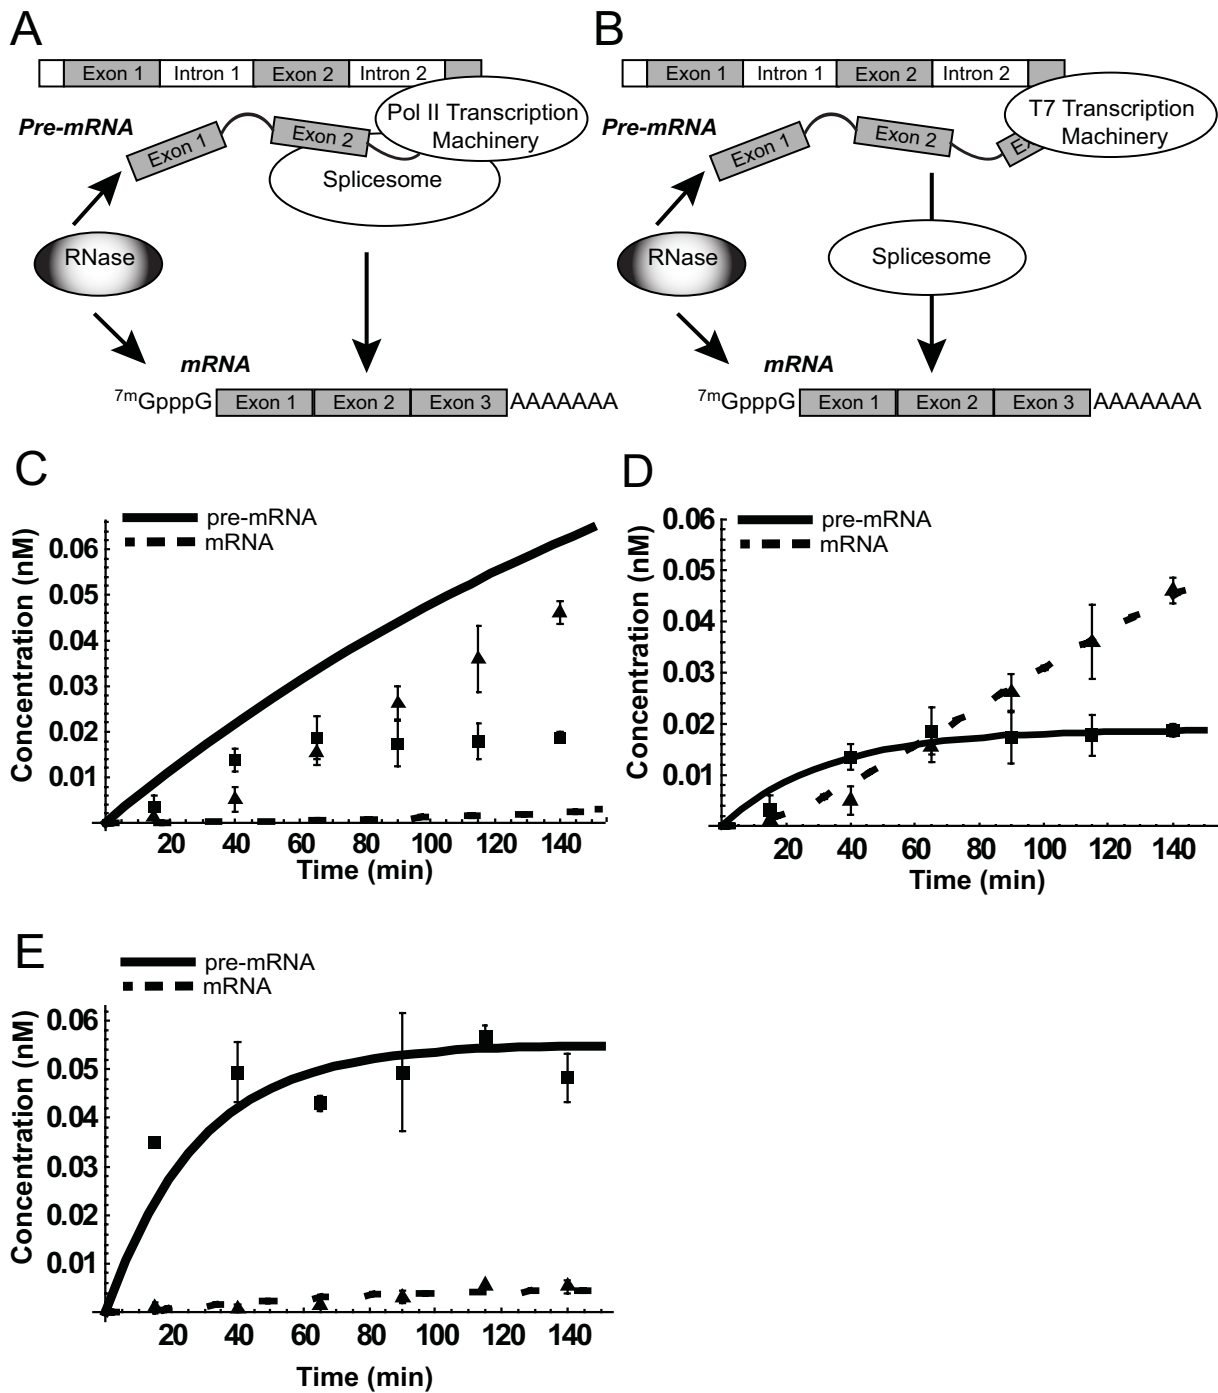 A
Exon 1 Intron 1 Exon 2 Intron 2
Pol II Transcription
Machinery
Pre-mRNA
Exon 1
Exon 2
Splicesome
RNase
mRNA
7mGpppG Exon 1 Exon 2 Exon 3 AAAAAAA
B
Exon 1 Intron 1 Exon 2 Intron 2
T7 Transcription
Machinery
Pre-mRNA
Exon 1
Exon 2
Ex
Splicesome
RNase
mRNA
7mGpppG Exon 1 Exon 2 Exon 3 AAAAAAA
C
pre-mRNA
mRNA
Concentration (nM)
0.06
0.05
0.04
0.03
0.02
0.01
20 40 60 80 100 120 140
Time (min)
D
pre-mRNA
mRNA
Concentration (nM)
0.06
0.05
0.04
0.03
0.02
0.01
20 40 60 80 100 120 140
Time (min)
E
pre-mRNA
mRNA
Concentration (nM)
0.06
0.05
0.04
0.03
0.02
0.01
20 40 60 80 100 120 140
Time (min)